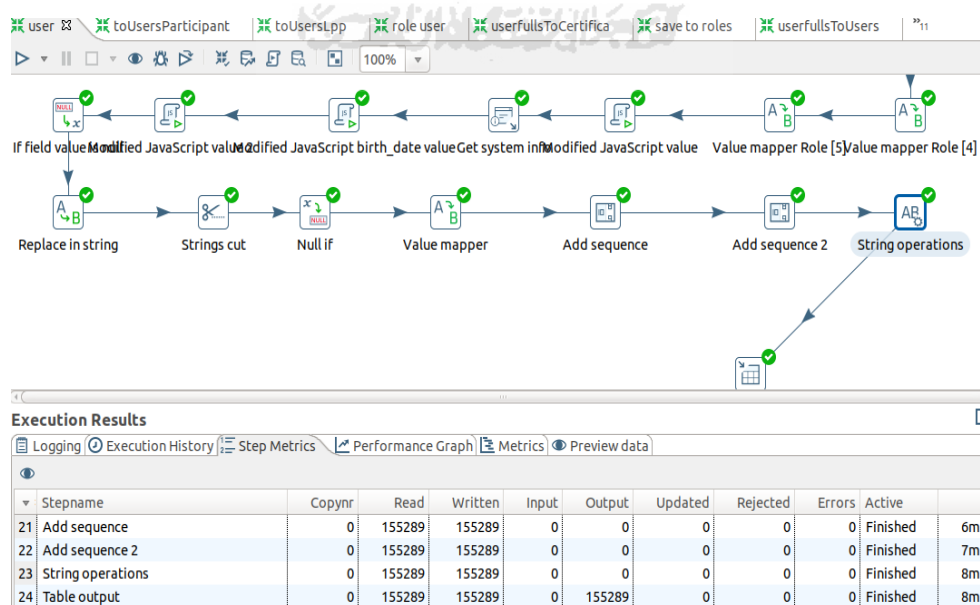 user toUsersParticipant toUsersLpp role user userfullsToCertifica save to roles userfullsToUsers »11
100%
If field value is null Modified JavaScript value 2 Modified JavaScript birth_date value Get system info Modified JavaScript value Value mapper Role [5] Value mapper Role [4]
Replace in string Strings cut Null if Value mapper Add sequence Add sequence 2 String operations
Execution Results
Logging Execution History Step Metrics Performance Graph Metrics Preview data
Stepname Copynr Read Written Input Output Updated Rejected Errors Active
21 Add sequence 0 155289 155289 0 0 0 0 0 Finished 6m
22 Add sequence 2 0 155289 155289 0 0 0 0 0 Finished 7m
23 String operations 0 155289 155289 0 0 0 0 0 Finished 8m
24 Table output 0 155289 155289 0 155289 0 0 0 Finished 8m